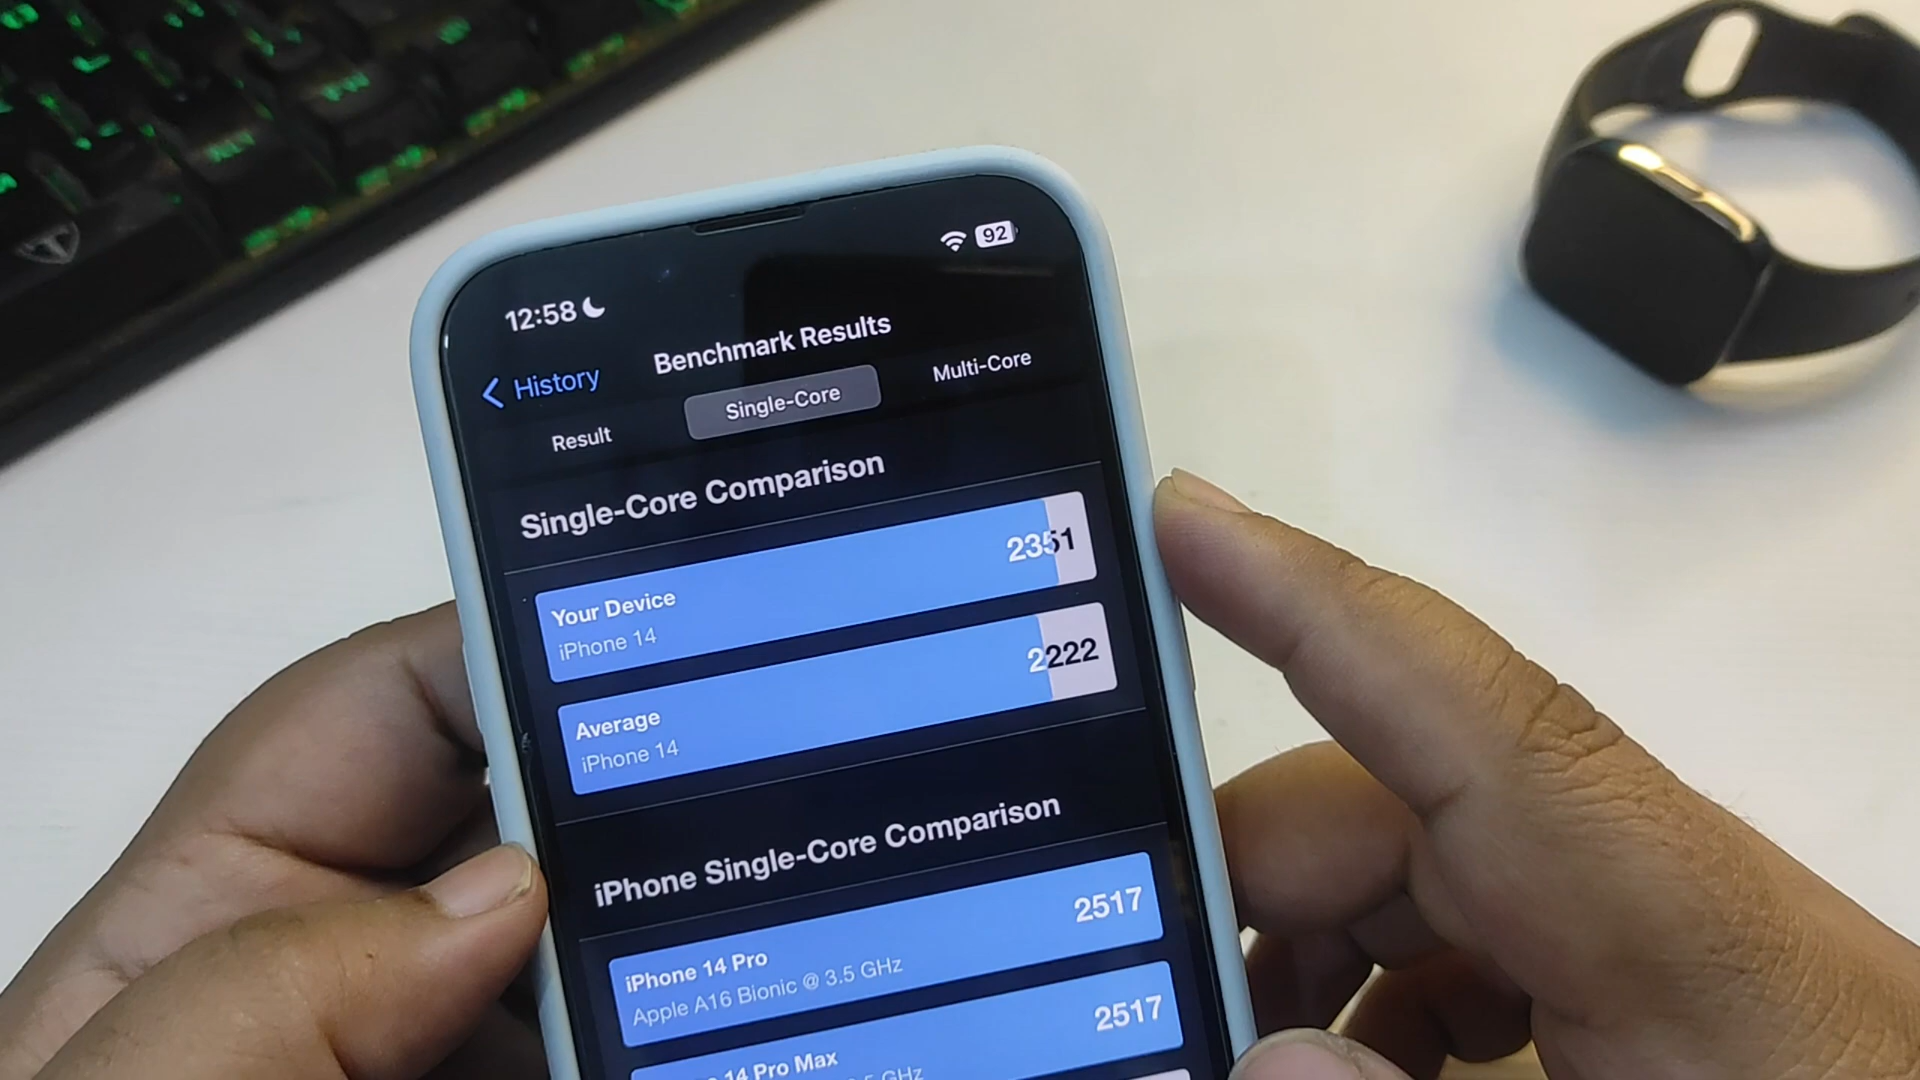 12:58
92
History
Benchmark Results
Result
Single-Core
Multi-Core
Single-Core Comparison
Your Device
iPhone 14
2351
Average
iPhone 14
2222
iPhone Single-Core Comparison
iPhone 14 Pro
Apple A16 Bionic @ 3.5 GHz
2517
14 Pro Max
GHz
2517